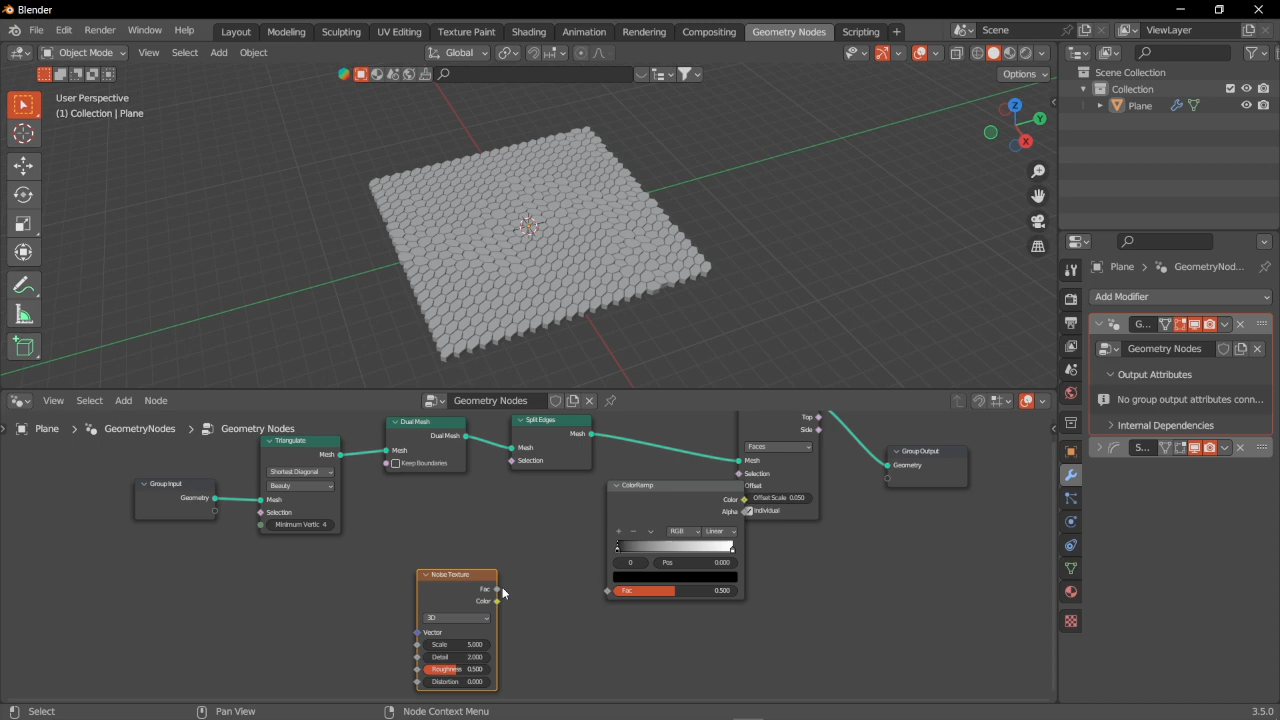 Blender
File Edit Render Window Help Layout Modeling Sculpting UV Editing Texture Paint Shading Animation Rendering Compositing Geometry Nodes Scripting + Scene ViewLayer
Object Mode View Select Add Object Global
Options
User Perspective
(1) Collection | Plane
Z
Y
X
Scene Collection
Collection
Plane
Plane > GeometryNod...
Add Modifier
G...
Geometry Nodes
Output Attributes
No group output attributes conn...
Internal Dependencies
S...
View Select Add Node Geometry Nodes
Plane > GeometryNodes > Geometry Nodes
Group Input
Geometry
Triangulate
Mesh
Shortest Diagonal
Beauty
Mesh
Selection
Minimum Vertic 4
Dual Mesh
Dual Mesh
Mesh
Keep Boundaries
Split Edges
Mesh
Mesh
Selection
Top
Side
Faces
Mesh
Selection
Offset
Offset Scale 0.050
Individual
Group Output
Geometry
ColorRamp
Color
Alpha
+ − RGB Linear
0 Pos 0.000
Fac 0.500
Noise Texture
Fac
Color
3D
Vector
Scale 5.000
Detail 2.000
Roughness 0.500
Distortion 0.000
Select Pan View Node Context Menu 3.5.0